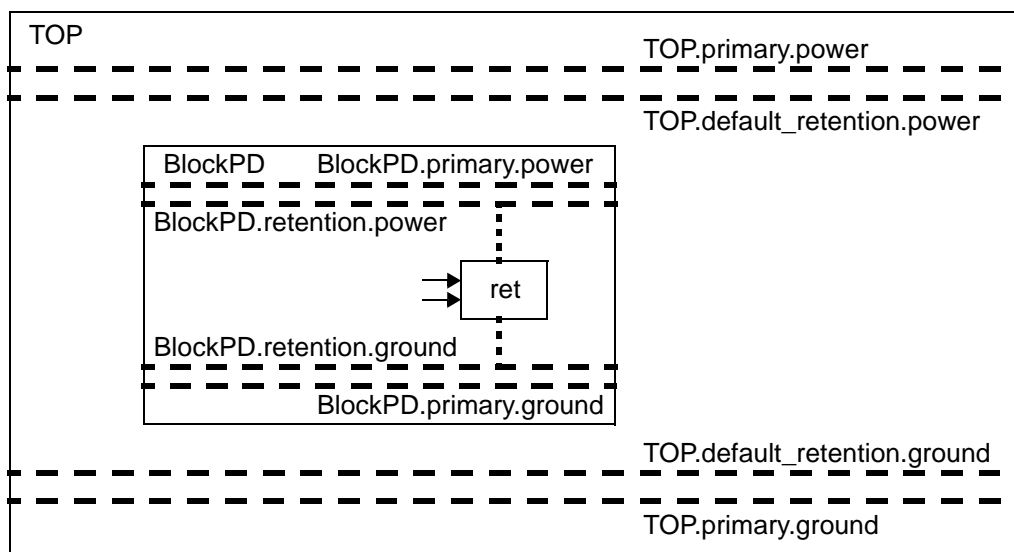 TOP
TOP.primary.power
TOP.default_retention.power
BlockPD BlockPD.primary.power
BlockPD.retention.power
ret
BlockPD.retention.ground
BlockPD.primary.ground
TOP.default_retention.ground
TOP.primary.ground